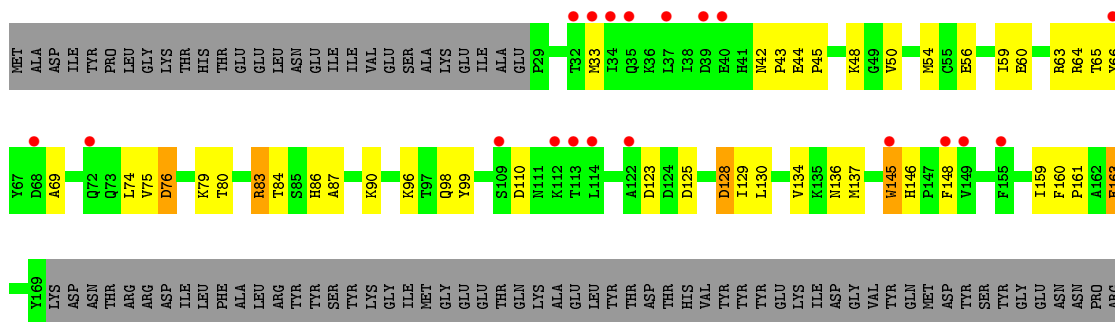 MET ALA ASP ILE TYR PRO LEU GLY LYS THR HIS THR GLU GLU LEU ASN GLU ILE ILE VAL GLU SER ALA LYS GLU ILE ALA GLU P29 T32 M33 I34 Q35 K36 L37 I38 D39 E40 H41 N42 P43 E44 P45 K48 G49 V50 M54 C55 E56 I59 E60 R63 R64 T65 Y66
Y67 D68 A69 Q72 Q73 L74 V75 D76 K79 T80 R83 T84 S85 H86 A87 K90 K96 T97 Q98 Y99 S109 D110 N111 K112 T113 L114 A122 D123 D124 D125 D128 I129 L130 V134 K135 N136 M137 W145 H146 P147 F148 V149 F155 I159 F160 P161 A162
Y169 LYS ASP ASN THR ARG ARG ASP ILE LEU PHE ALA LEU ARG TYR TYR SER TYR LYS GLY ILE MET GLY GLU GLU THR GLN LYS ALA GLU LEU TYR THR ASP THR HIS VAL TYR TYR TYR GLU LYS ILE ASP GLY VAL TYR GLN MET ASP TYR SER TYR GLY GLU ASN ASN PRO